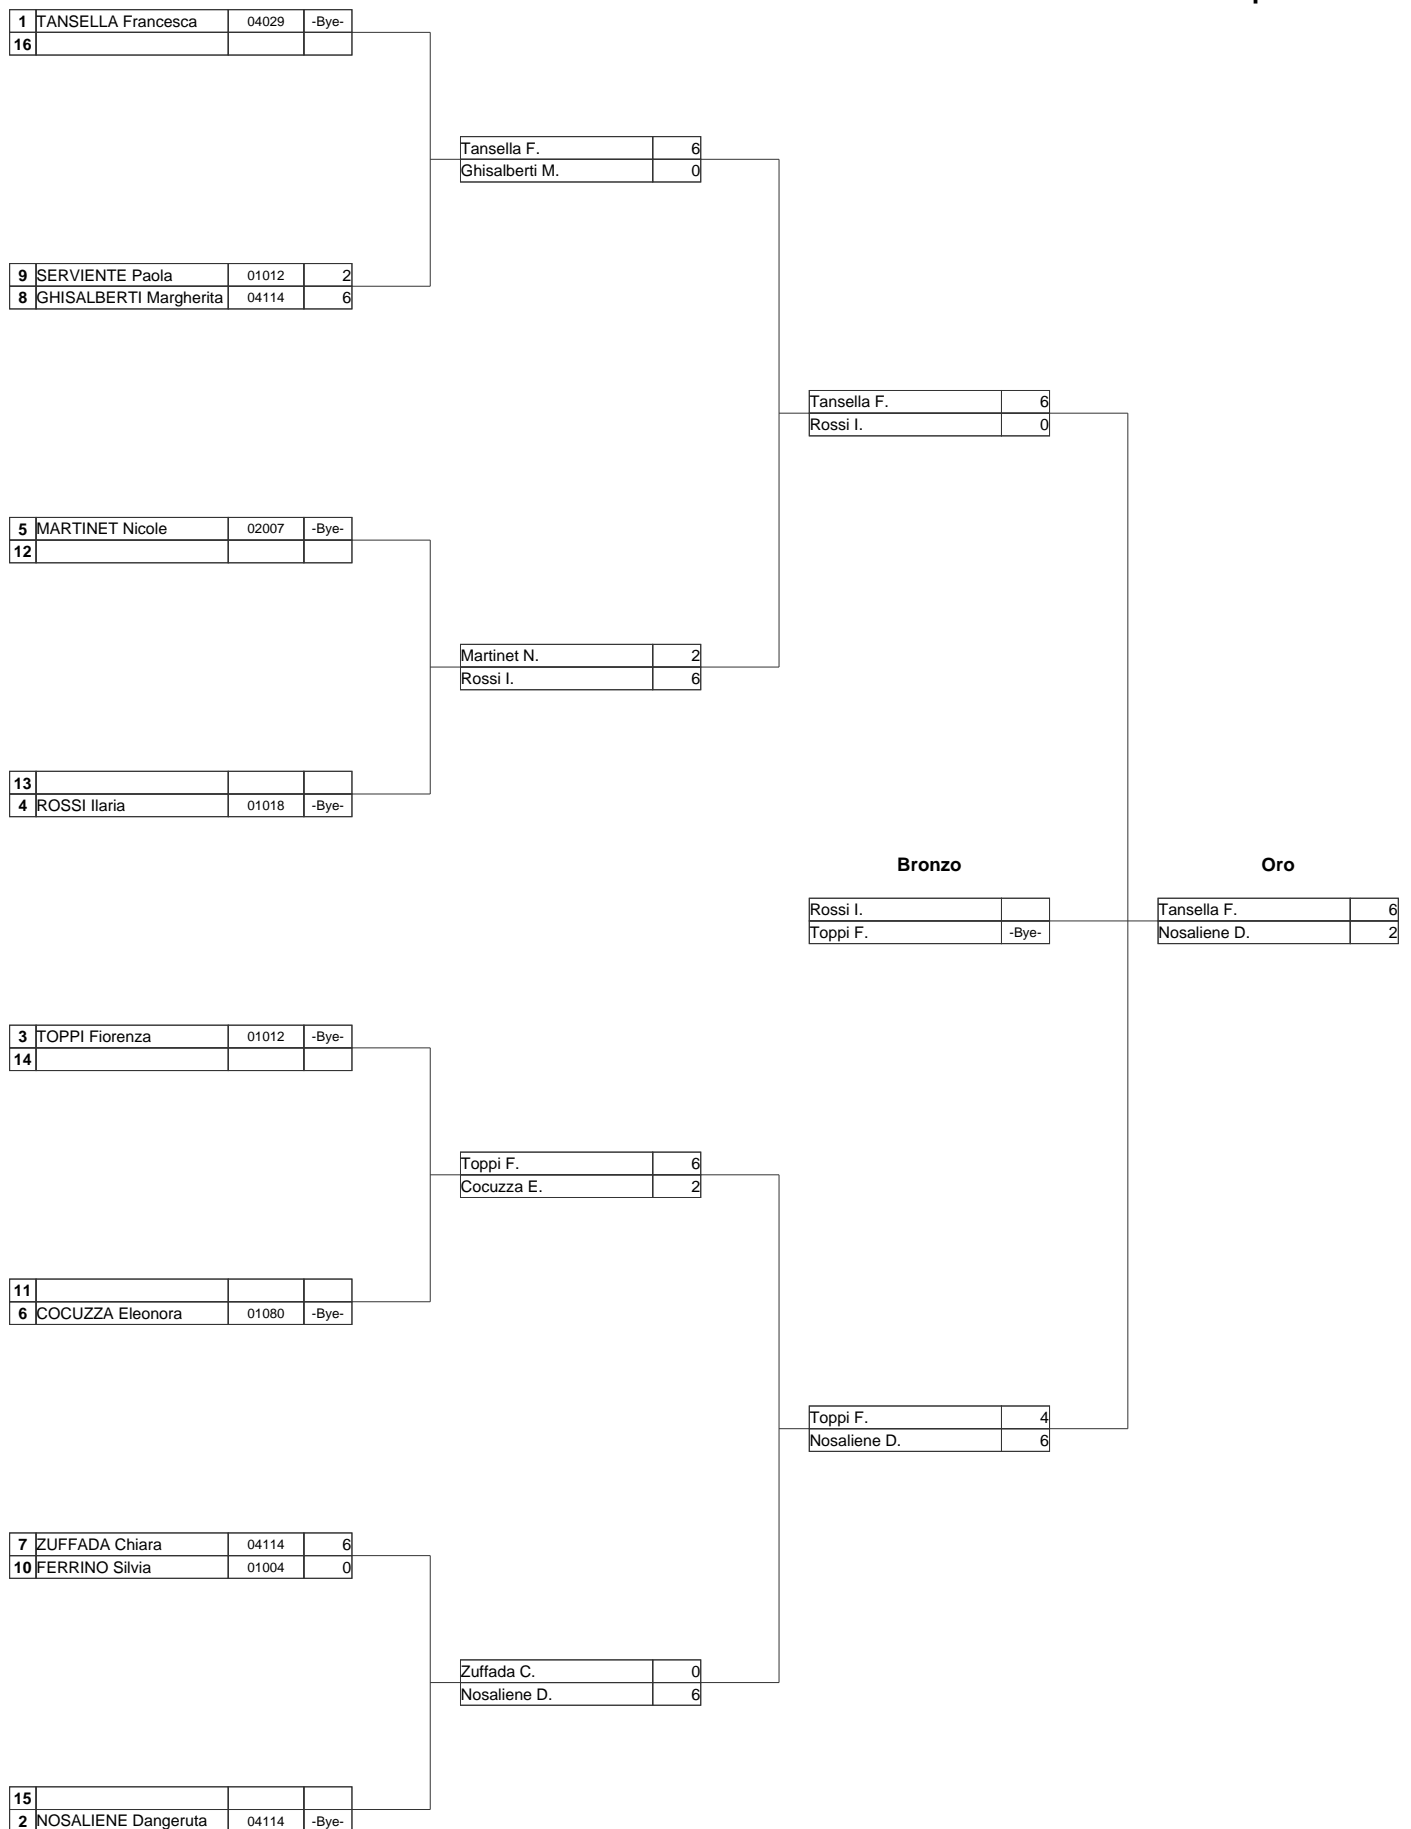 1 TANSELLA Francesca 04029 -Bye-
16
Tansella F. 6
Ghisalberti M. 0
9 SERVIENTE Paola 01012 2
8 GHISALBERTI Margherita 04114 6
Tansella F. 6
Rossi I. 0
5 MARTINET Nicole 02007 -Bye-
12
Martinet N. 2
Rossi I. 6
13
4 ROSSI Ilaria 01018 -Bye-
Bronzo Oro
Rossi I. Tansella F. 6
Toppi F. -Bye- Nosaliene D. 2
3 TOPPI Fiorenza 01012 -Bye-
14
Toppi F. 6
Cocuzza E. 2
11
6 COCUZZA Eleonora 01080 -Bye-
Toppi F. 4
Nosaliene D. 6
7 ZUFFADA Chiara 04114 6
10 FERRINO Silvia 01004 0
Zuffada C. 0
Nosaliene D. 6
15
2 NOSALIENE Dangeruta 04114 -Bye-